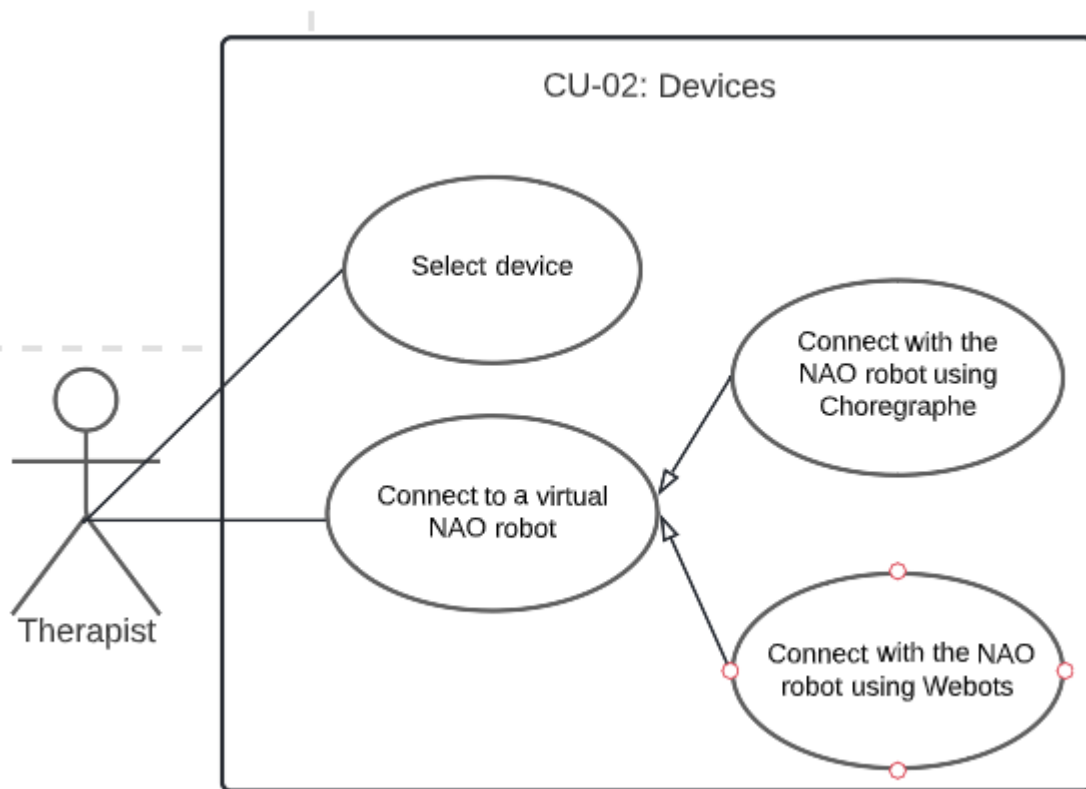 CU-02: Devices
Select device
Connect with the
NAO robot using
Choregraphe
Connect to a virtual
NAO robot
Therapist
Connect with the NAO
robot using Webots